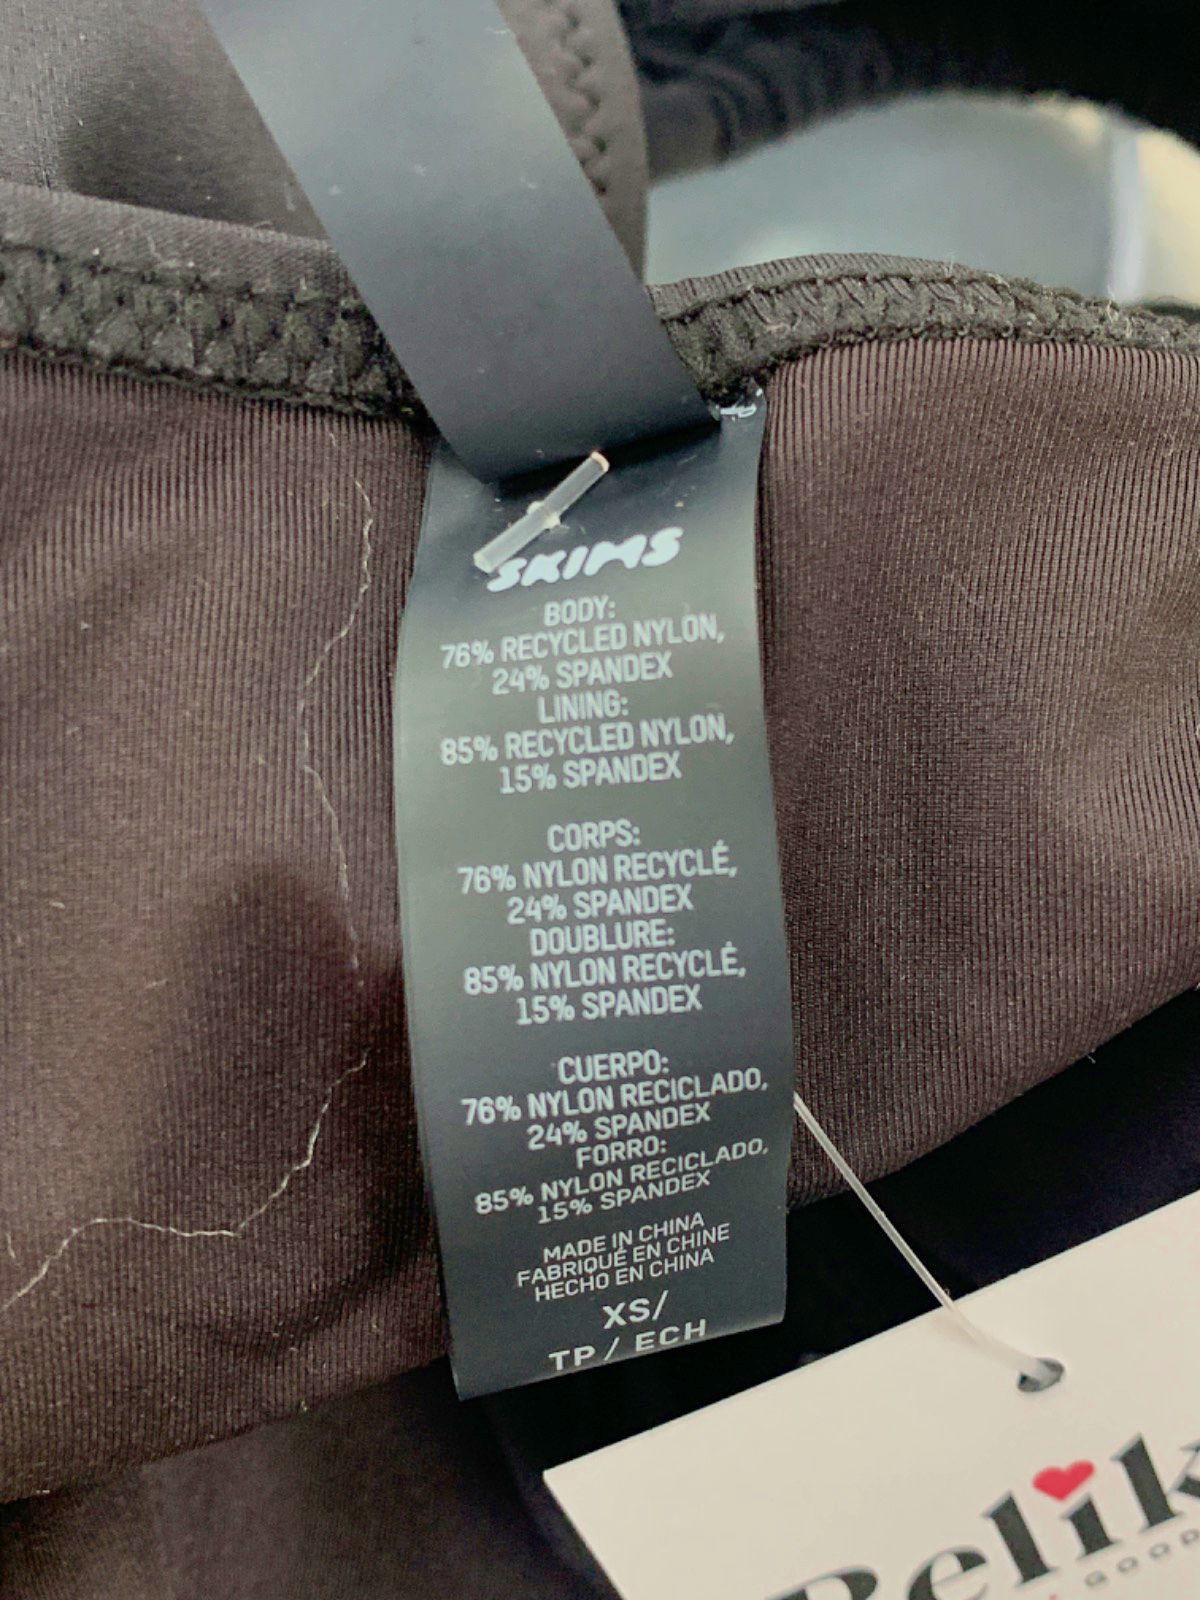 SKIMS
BODY:
76% RECYCLED NYLON,
24% SPANDEX
LINING:
85% RECYCLED NYLON,
15% SPANDEX
CORPS:
76% NYLON RECYCLÉ,
24% SPANDEX
DOUBLURE:
85% NYLON RECYCLÉ,
15% SPANDEX
CUERPO:
76% NYLON RECICLADO,
24% SPANDEX
FORRO:
85% NYLON RECICLADO,
15% SPANDEX
MADE IN CHINA
FABRIQUÉ EN CHINE
HECHO EN CHINA
XS/
TP / ECH
Relik
GOOD